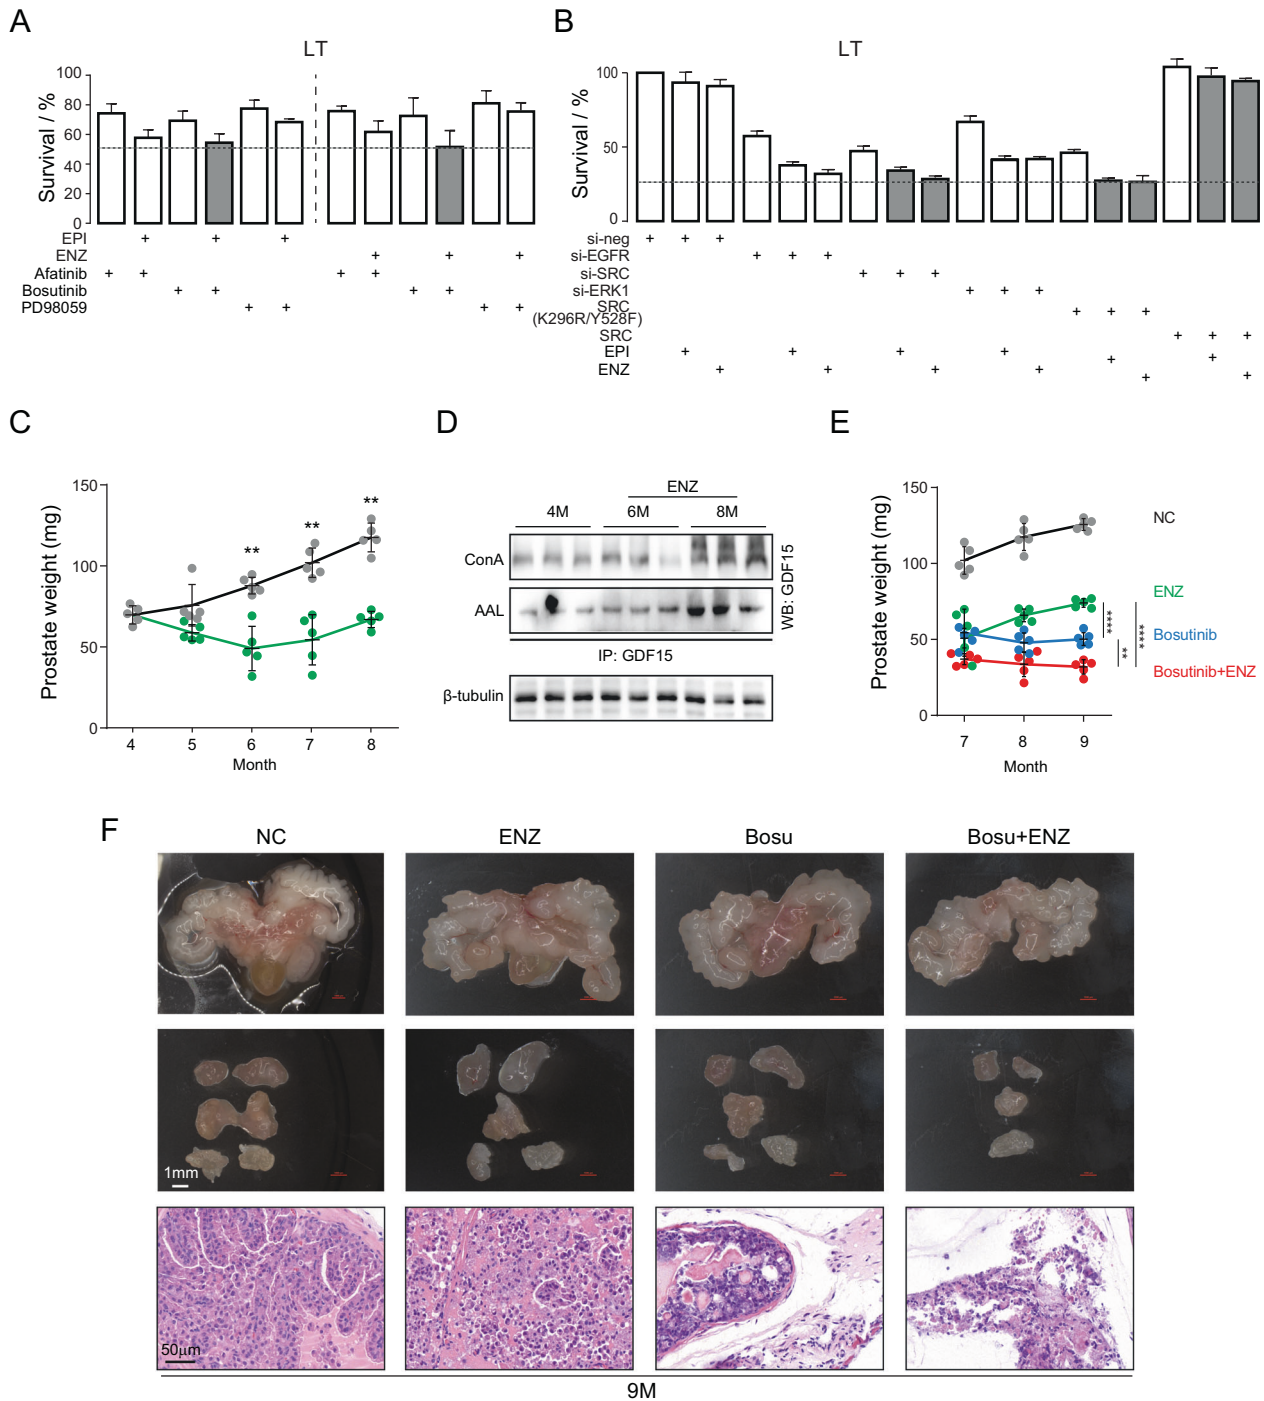 A
LT
Survival / %
100
80
60
40
20
0
EPI + + +
ENZ + + +
Afatinib + + + +
Bosutinib + + + +
PD98059 + + + +
B
LT
Survival / %
100
50
0
si-neg + + +
si-EGFR + + +
si-SRC + + +
si-ERK1 + + +
SRC
(K296R/Y528F) + + +
SRC + + +
EPI + + + + + +
ENZ + + + + + +
C
Prostate weight (mg)
150
100
50
0
** ** **
4 5 6 7 8
Month
D
ENZ
4M 6M 8M
ConA
AAL
WB: GDF15
IP: GDF15
β-tubulin
E
Prostate weight (mg)
150
100
50
0
7 8 9
Month
NC
ENZ
Bosutinib
Bosutinib+ENZ
****
**
****
F
NC ENZ Bosu Bosu+ENZ
1mm
50μm
9M